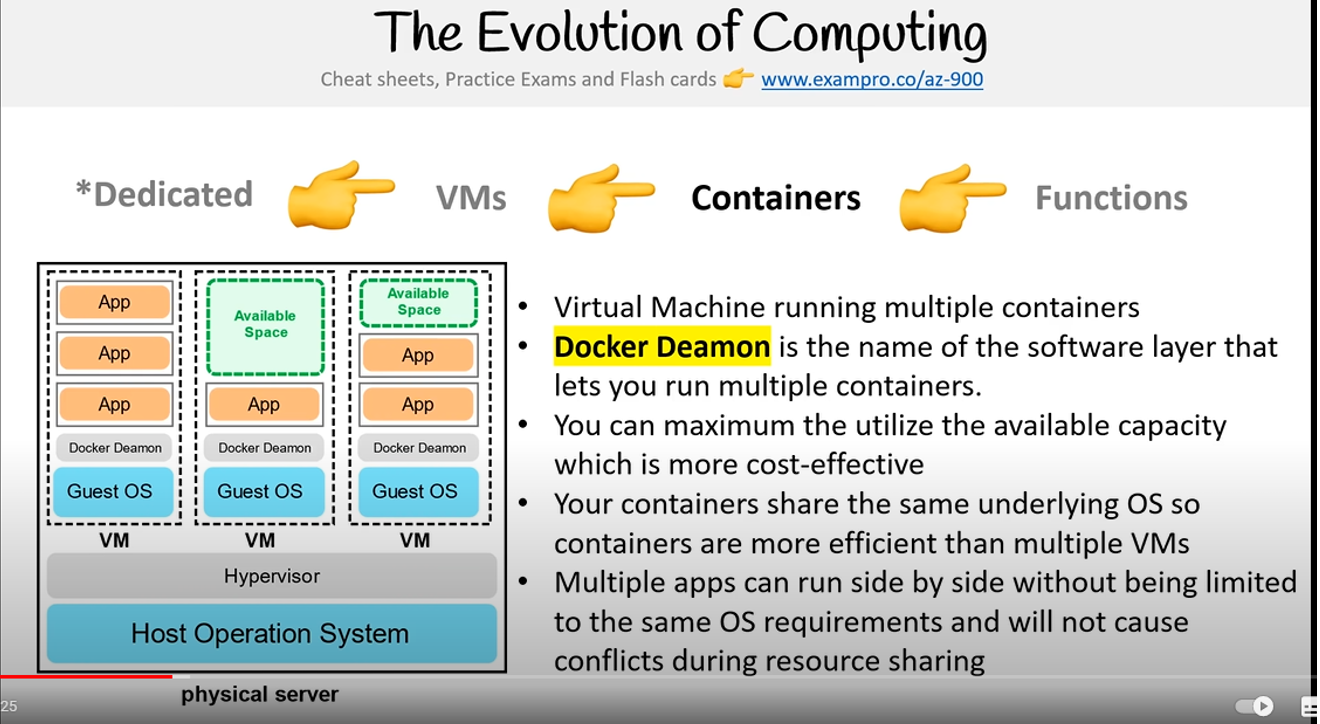 The Evolution of Computing
Cheat sheets, Practice Exams and Flash cards 👉 www.exampro.co/az-900
*Dedicated 👉 VMs 👉 Containers 👉 Functions
App
App
App
Docker Deamon
Guest OS
VM
Available
Space
App
Docker Deamon
Guest OS
VM
Available
Space
App
App
Docker Deamon
Guest OS
VM
Hypervisor
Host Operation System
physical server
• Virtual Machine running multiple containers
• Docker Deamon is the name of the software layer that
lets you run multiple containers.
• You can maximum the utilize the available capacity
which is more cost-effective
• Your containers share the same underlying OS so
containers are more efficient than multiple VMs
• Multiple apps can run side by side without being limited
to the same OS requirements and will not cause
conflicts during resource sharing
25